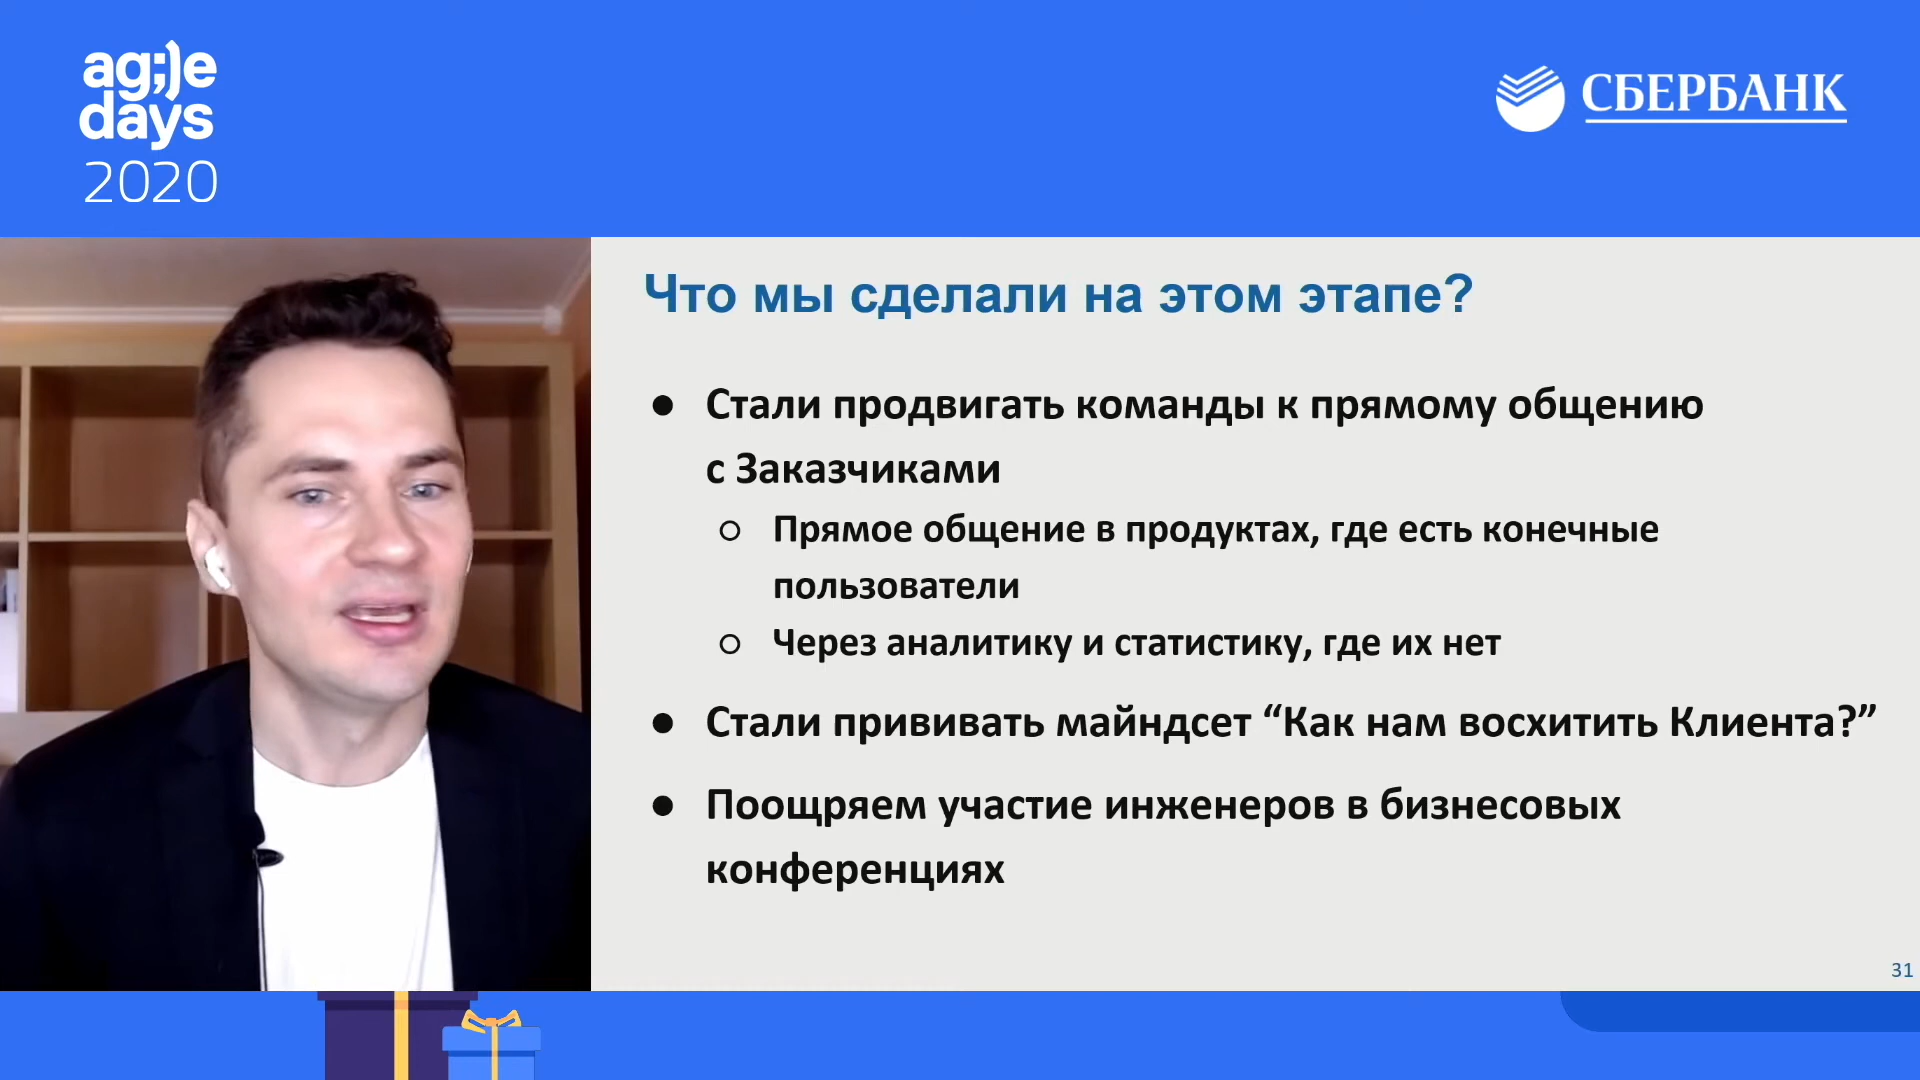 ag;le
days
2020
СБЕРБАНК
Что мы сделали на этом этапе?
● Стали продвигать команды к прямому общению
с Заказчиками
○ Прямое общение в продуктах, где есть конечные
пользователи
○ Через аналитику и статистику, где их нет
● Стали прививать майндсет “Как нам восхитить Клиента?”
● Поощряем участие инженеров в бизнесовых
конференциях
31